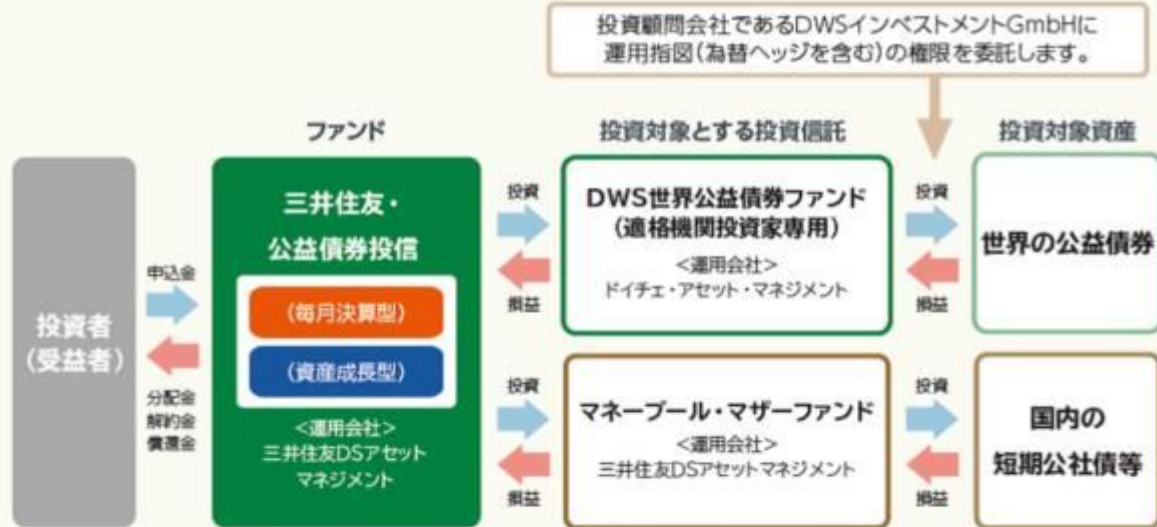 投資顧問会社であるDWSインベストメントGmbHに
運用指図(為替ヘッジを含む)の権限を委託します。
ファンド
投資対象とする投資信託
投資対象資産
投資者
(受益者)
申込金
分配金
解約金
償還金
三井住友・
公益債券投信
(毎月決算型)
(資産成長型)
<運用会社>
三井住友DSアセット
マネジメント
投資
損益
投資
損益
DWS世界公益債券ファンド
(適格機関投資家専用)
<運用会社>
ドイチェ・アセット・マネジメント
マネープール・マザーファンド
<運用会社>
三井住友DSアセットマネジメント
投資
損益
投資
損益
世界の公益債券
国内の
短期公社債等